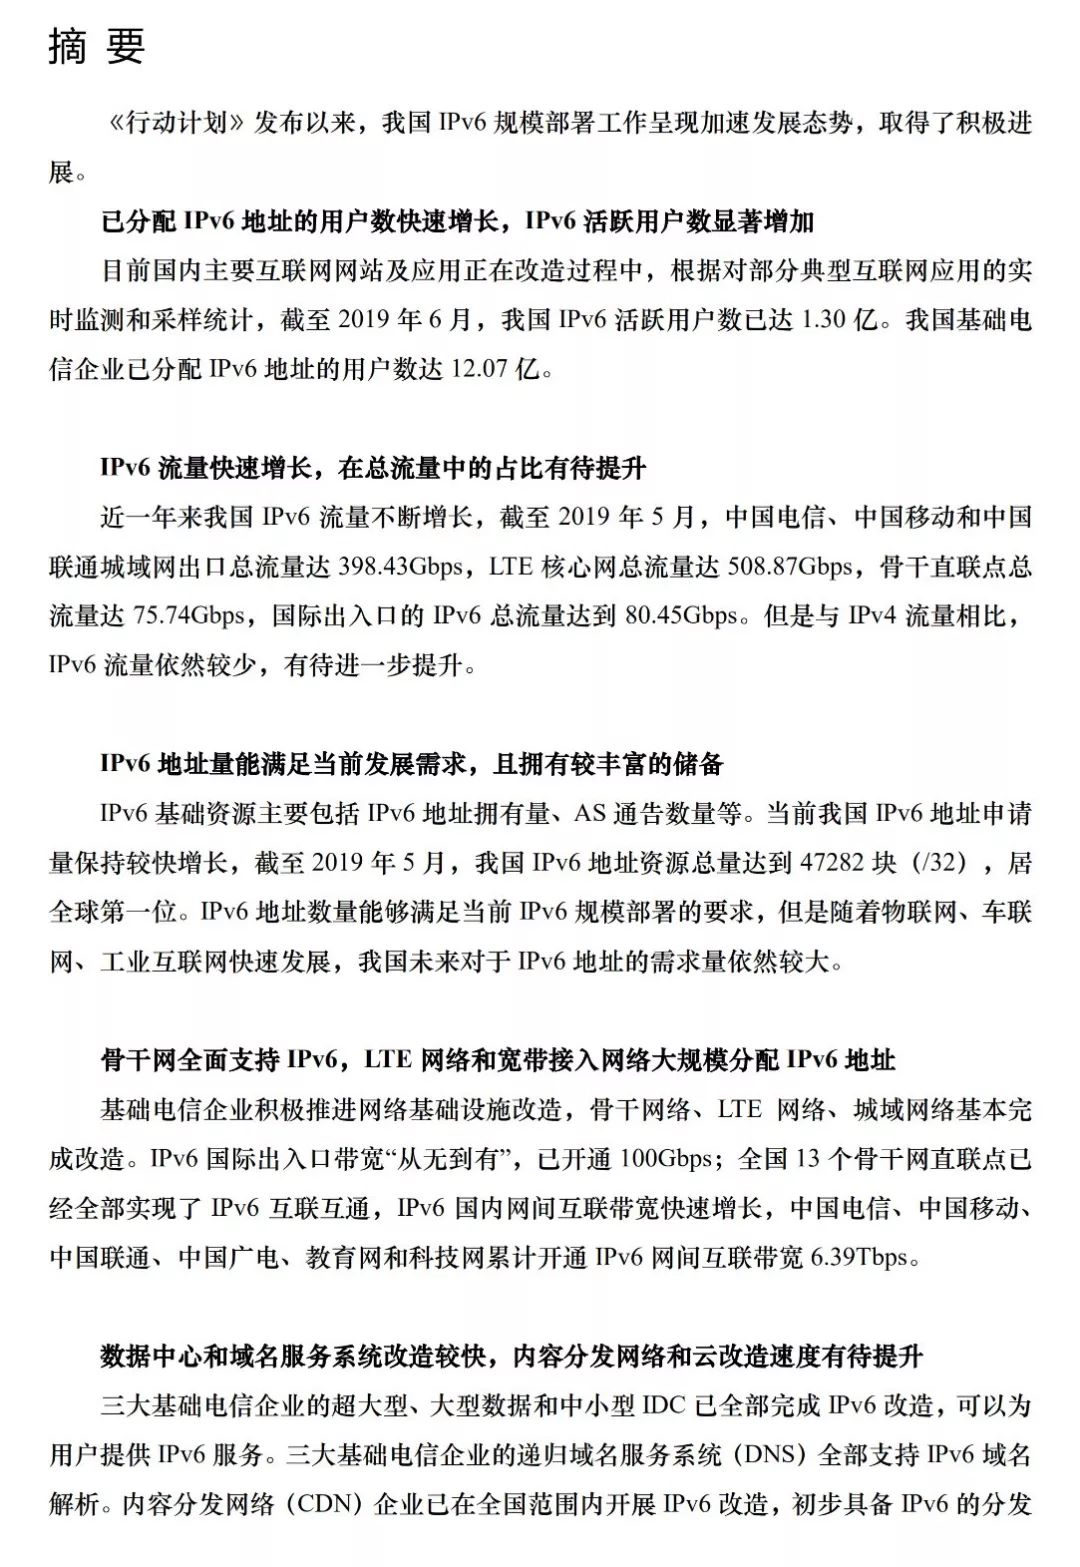 摘 要
《行动计划》发布以来，我国 IPv6 规模部署工作呈现加速发展态势，取得了积极进
展。
已分配 IPv6 地址的用户数快速增长，IPv6 活跃用户数显著增加
目前国内主要互联网网站及应用正在改造过程中，根据对部分典型互联网应用的实
时监测和采样统计，截至 2019 年 6 月，我国 IPv6 活跃用户数已达 1.30 亿。我国基础电
信企业已分配 IPv6 地址的用户数达 12.07 亿。
IPv6 流量快速增长，在总流量中的占比有待提升
近一年来我国 IPv6 流量不断增长，截至 2019 年 5 月，中国电信、中国移动和中国
联通城域网出口总流量达 398.43Gbps，LTE 核心网总流量达 508.87Gbps，骨干直联点总
流量达 75.74Gbps，国际出入口的 IPv6 总流量达到 80.45Gbps。但是与 IPv4 流量相比，
IPv6 流量依然较少，有待进一步提升。
IPv6 地址量能满足当前发展需求，且拥有较丰富的储备
IPv6 基础资源主要包括 IPv6 地址拥有量、AS 通告数量等。当前我国 IPv6 地址申请
量保持较快增长，截至 2019 年 5 月，我国 IPv6 地址资源总量达到 47282 块（/32），居
全球第一位。IPv6 地址数量能够满足当前 IPv6 规模部署的要求，但是随着物联网、车联
网、工业互联网快速发展，我国未来对于 IPv6 地址的需求量依然较大。
骨干网全面支持 IPv6，LTE 网络和宽带接入网络大规模分配 IPv6 地址
基础电信企业积极推进网络基础设施改造，骨干网络、LTE 网络、城域网络基本完
成改造。IPv6 国际出入口带宽“从无到有”，已开通 100Gbps；全国 13 个骨干网直联点已
经全部实现了 IPv6 互联互通，IPv6 国内网间互联带宽快速增长，中国电信、中国移动、
中国联通、中国广电、教育网和科技网累计开通 IPv6 网间互联带宽 6.39Tbps。
数据中心和域名服务系统改造较快，内容分发网络和云改造速度有待提升
三大基础电信企业的超大型、大型数据和中小型 IDC 已全部完成 IPv6 改造，可以为
用户提供 IPv6 服务。三大基础电信企业的递归域名服务系统（DNS）全部支持 IPv6 域名
解析。内容分发网络（CDN）企业已在全国范围内开展 IPv6 改造，初步具备 IPv6 的分发